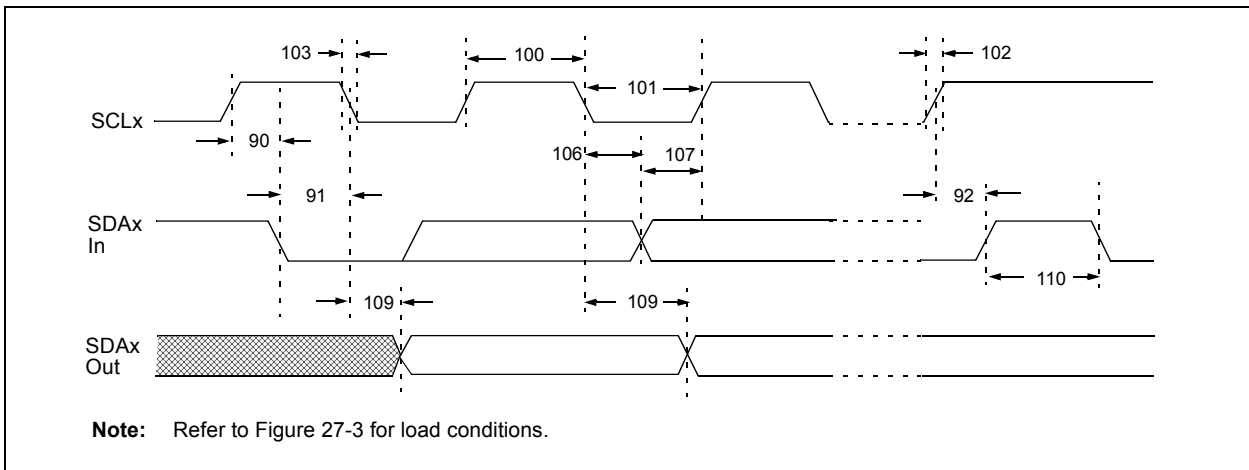 103
100
102
101
SCLx
90
106
107
91
92
SDAx
In
110
109
109
SDAx
Out
Note: Refer to Figure 27-3 for load conditions.